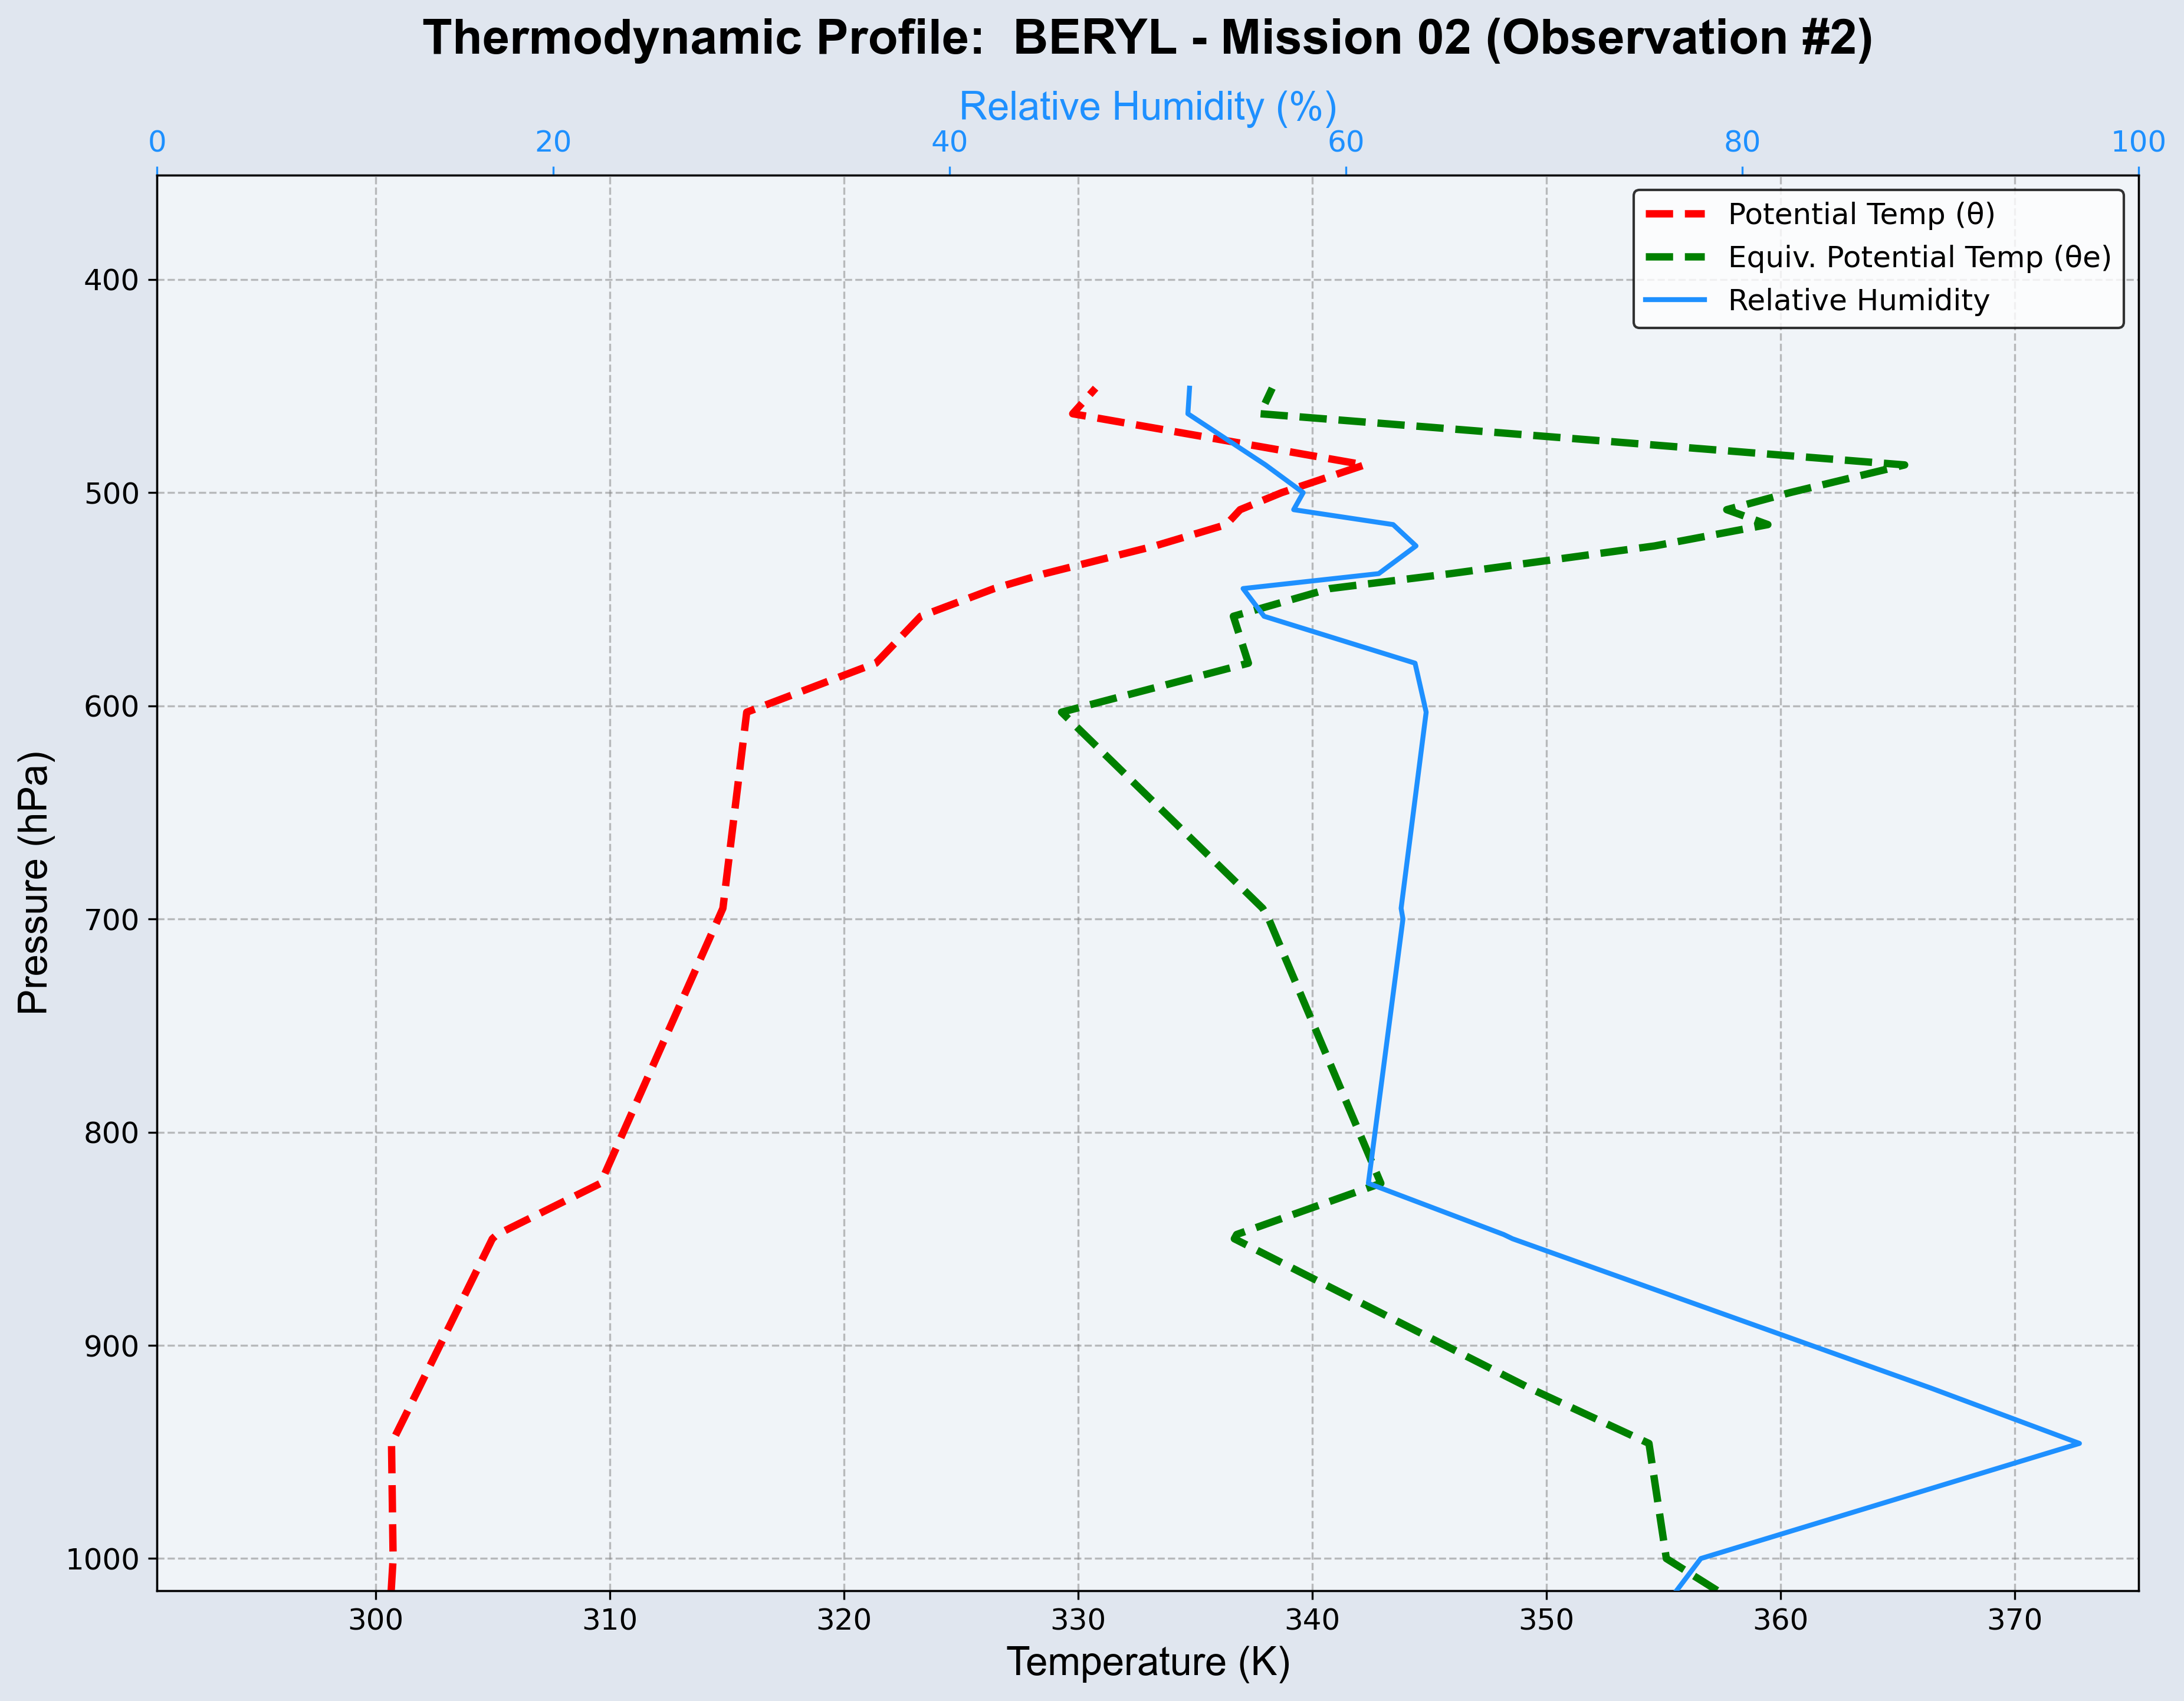 Thermodynamic Profile:  BERYL - Mission 02 (Observation #2)
Relative Humidity (%)
0 20 40 60 80 100
Potential Temp (θ)
Equiv. Potential Temp (θe)
Relative Humidity
400
500
600
700
800
900
1000
Pressure (hPa)
300 310 320 330 340 350 360 370
Temperature (K)